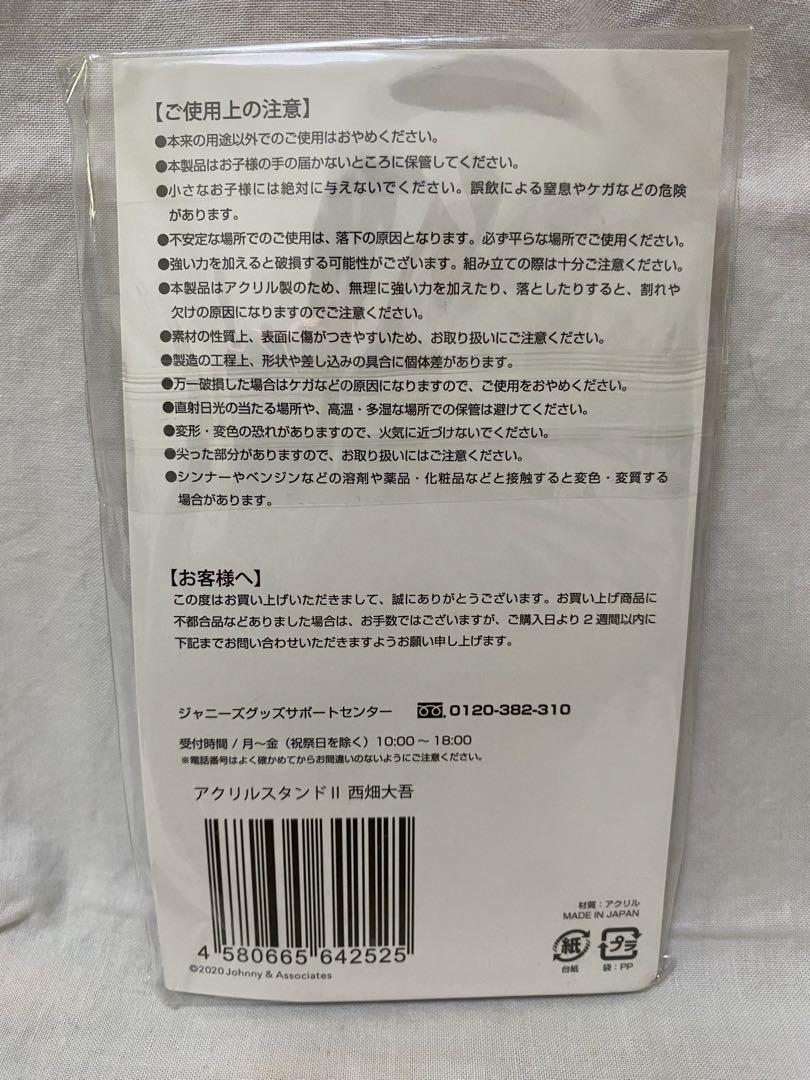 【ご使用上の注意】
●本来の用途以外でのご使用はおやめください。
●本製品はお子様の手の届かないところに保管してください。
●小さなお子様には絶対に与えないでください。誤飲による窒息やケガなどの危険
があります。
●不安定な場所でのご使用は、落下の原因となります。必ず平らな場所でご使用ください。
●強い力を加えると破損する可能性がございます。組み立ての際は十分ご注意ください。
●本製品はアクリル製のため、無理に強い力を加えたり、落としたりすると、割れや
欠けの原因になりますのでご注意ください。
●素材の性質上、表面に傷がつきやすいため、お取り扱いにご注意ください。
●製造の工程上、形状や差し込みの具合に個体差があります。
●万一破損した場合はケガなどの原因になりますので、ご使用をおやめください。
●直射日光の当たる場所や、高温・多湿な場所での保管は避けてください。
●変形・変色の恐れがありますので、火気に近づけないでください。
●尖った部分がありますので、お取り扱いにはご注意ください。
●シンナーやベンジンなどの溶剤や薬品・化粧品などと接触すると変色・変質する
場合があります。
【お客様へ】
この度はお買い上げいただきまして、誠にありがとうございます。お買い上げ商品に
不都合品などありました場合は、お手数ではございますが、ご購入日より2週間以内に
下記までお問い合わせいただきますようお願い申し上げます。
ジャニーズグッズサポートセンター 0120-382-310
受付時間/月〜金（祝祭日を除く）10:00〜18:00
※電話番号はよく確かめてからお間違いのないようにご注意ください。
アクリルスタンドII 西畑大吾
4 580665 642525
©2020 Johnny & Associates
材質：アクリル
MADE IN JAPAN
紙 プラ
台紙 袋：PP